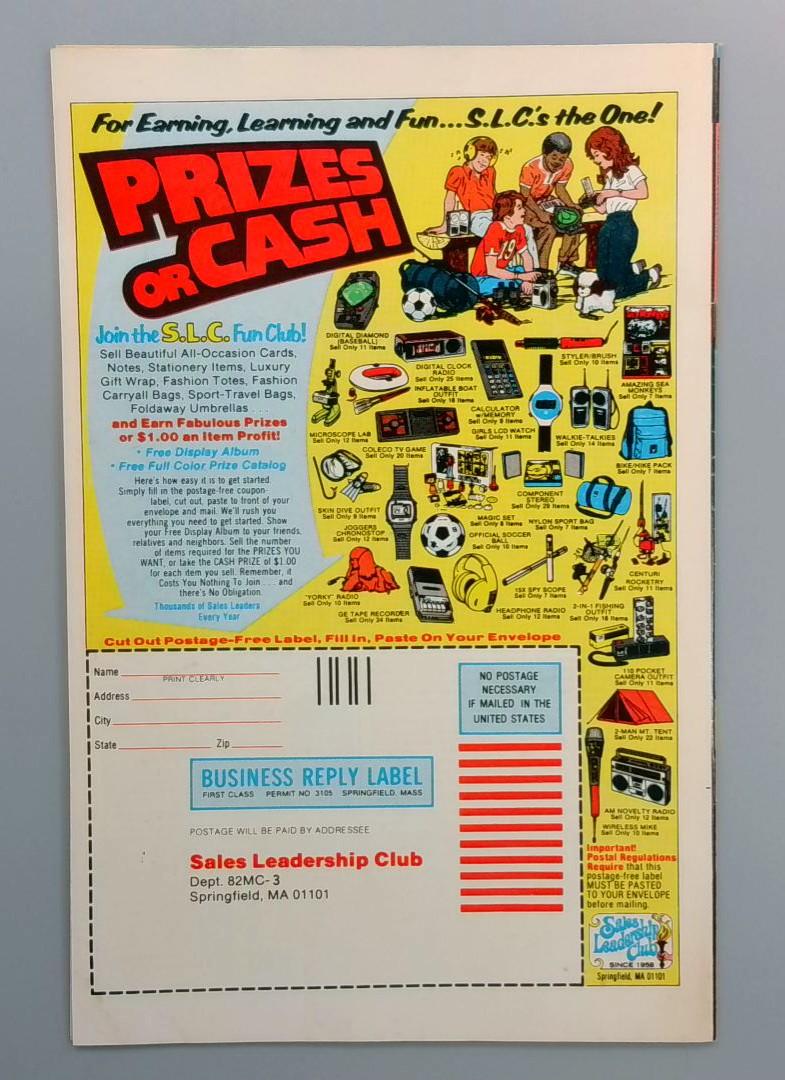 For Earning, Learning and Fun...S.L.C.'s the One!
PRIZES
OR CASH
Join the S.L.C. Fun Club!
Sell Beautiful All-Occasion Cards,
Notes, Stationery Items, Luxury
Gift Wrap, Fashion Totes, Fashion
Carryall Bags, Sport-Travel Bags,
Foldaway Umbrellas . . .
and Earn Fabulous Prizes
or $1.00 an Item Profit!
• Free Display Album
• Free Full Color Prize Catalog
Here's how easy it is to get started.
Simply fill in the postage-free coupon-
label, cut out, paste to front of your
envelope and mail. We'll rush you
everything you need to get started. Show
your Free Display Album to your friends,
relatives and neighbors. Sell the number
of items required for the PRIZES YOU
WANT, or take the CASH PRIZE of $1.00
for each item you sell. Remember, it
Costs You Nothing To Join . . . and
there's No Obligation.
Thousands of Sales Leaders
Every Year
19
DIGITAL DIAMOND
(BASEBALL)
Sell Only 11 Items
DIGITAL CLOCK
RADIO
Sell Only 25 Items
STYLER/BRUSH
Sell Only 10 Items
AMAZING SEA
MONKEYS
Sell Only 7 Items
INFLATABLE BOAT
OUTFIT
Sell Only 18 Items
MICROSCOPE LAB
Sell Only 12 Items
CALCULATOR
w/MEMORY
Sell Only 9 Items
GIRLS LCD WATCH
Sell Only 11 Items
WALKIE-TALKIES
Sell Only 14 Items
COLECO TV GAME
Sell Only 20 Items
BIKE/HIKE PACK
Sell Only 7 Items
COMPONENT
STEREO
Sell Only 29 Items
SKIN DIVE OUTFIT
Sell Only 9 Items
MAGIC SET
Sell Only 8 Items
NYLON SPORT BAG
Sell Only 7 Items
JOGGERS
CHRONOSTOP
Sell Only 12 Items
OFFICIAL SOCCER
BALL
Sell Only 10 Items
CENTURI
ROCKETRY
Sell Only 11 Items
"YORKY" RADIO
Sell Only 10 Items
15X SPY SCOPE
Sell Only 7 Items
2-IN-1 FISHING
OUTFIT
Sell Only 16 Items
GE TAPE RECORDER
Sell Only 34 Items
HEADPHONE RADIO
Sell Only 12 Items
110 POCKET
CAMERA OUTFIT
Sell Only 11 Items
2-MAN MT. TENT
Sell Only 22 Items
AM NOVELTY RADIO
Sell Only 12 Items
WIRELESS MIKE
Sell Only 10 Items
Cut Out Postage-Free Label, Fill In, Paste On Your Envelope
Name
PRINT CLEARLY
Address
City
State Zip
NO POSTAGE
NECESSARY
IF MAILED IN THE
UNITED STATES
BUSINESS REPLY LABEL
FIRST CLASS PERMIT NO 3105 SPRINGFIELD, MASS
POSTAGE WILL BE PAID BY ADDRESSEE
Sales Leadership Club
Dept. 82MC-3
Springfield, MA 01101
Important!
Postal Regulations
Require that this
postage-free label
MUST BE PASTED
TO YOUR ENVELOPE
before mailing.
Sales
Leadership
Club
SINCE 1958
Springfield, MA 01101